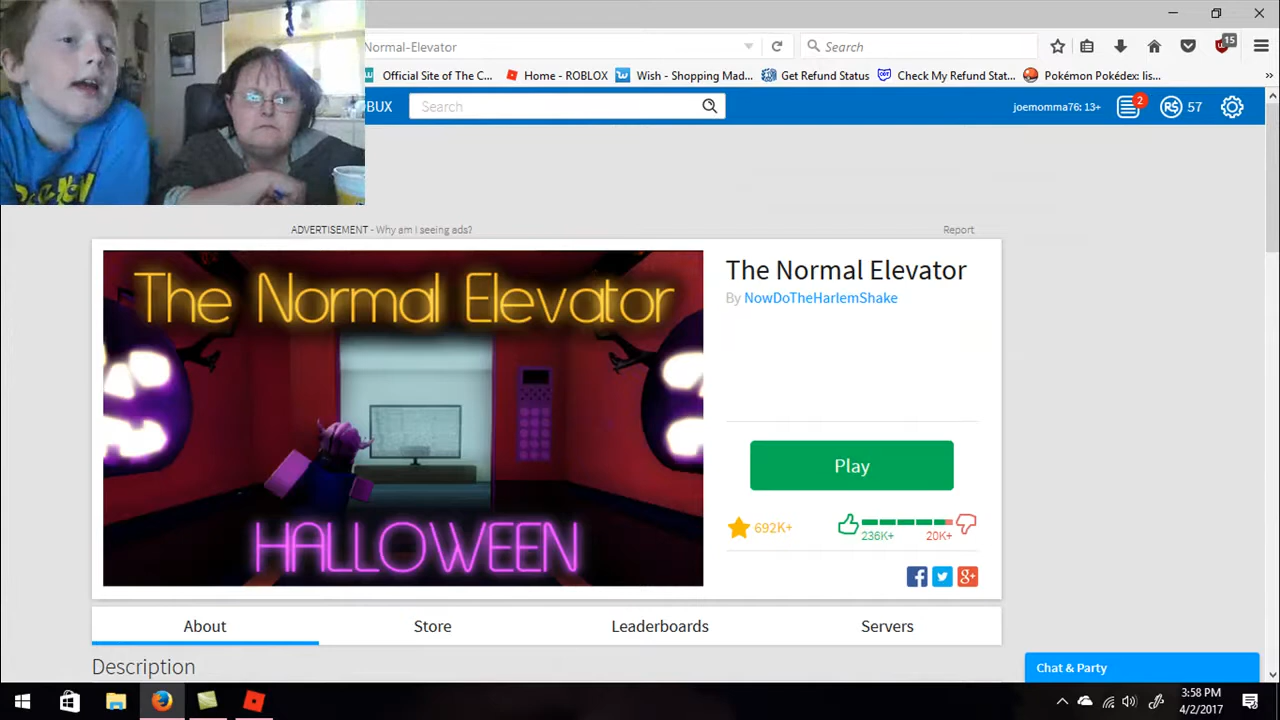 Normal-Elevator
Search
15
Official Site of The C...
Home - ROBLOX
Wish - Shopping Mad...
Get Refund Status
Check My Refund Stat...
Pokémon Pokédex: lis...
»
BUX
Search
joemomma76: 13+
2
R$ 57
ADVERTISEMENT - Why am I seeing ads?
Report
The Normal Elevator
HALLOWEEN
The Normal Elevator
By NowDoTheHarlemShake
Play
692K+
236K+
20K+
About
Store
Leaderboards
Servers
Description
Chat & Party
3:58 PM
4/2/2017